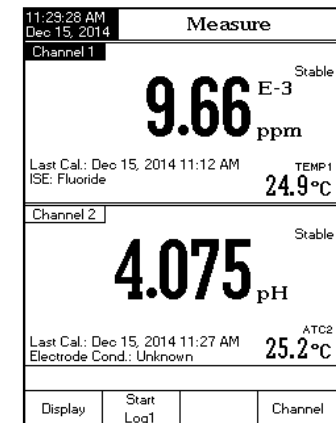 11:29:28 AM
Dec 15, 2014
Measure
Channel 1
Stable
9.66 E-3 ppm
Last Cal.: Dec 15, 2014 11:12 AM
ISE: Fluoride
TEMP1
24.9°C
Channel 2
Stable
4.075 pH
Last Cal.: Dec 15, 2014 11:27 AM
Electrode Cond.: Unknown
ATC2
25.2°C
Display
Start
Log1
Channel